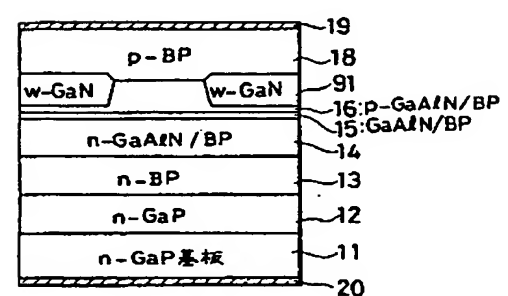 19
p-BP
18
w-GaN
w-GaN
91
16:p-GaAlN/BP
15:GaAlN/BP
n-GaAlN/BP
14
n-BP
13
n-GaP
12
n-GaP基板
11
20